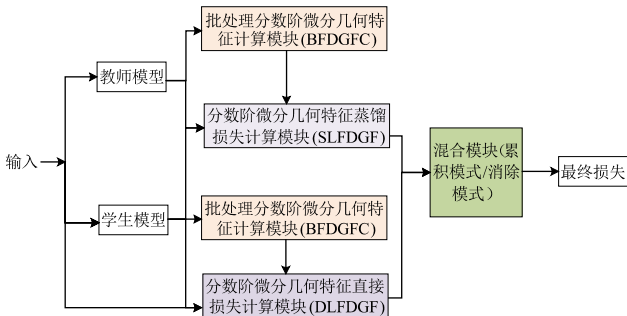 批处理分数阶微分几何特
征计算模块(BFDGFC)
教师模型
分数阶微分几何特征蒸馏
损失计算模块(SLFDGF)
输入
混合模块(累
积模式/消除
模式)
最终损失
学生模型
批处理分数阶微分几何特
征计算模块(BFDGFC)
分数阶微分几何特征直接
损失计算模块(DLFDGF)